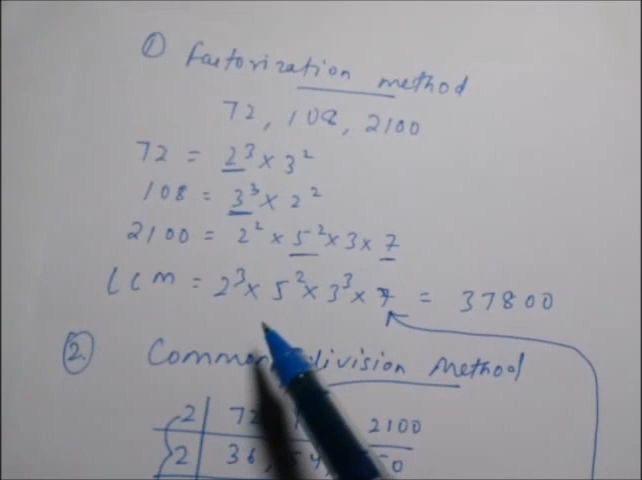 ① Factorization method
72, 108, 2100
72 = 2³ × 3²
108 = 3³ × 2²
2100 = 2² × 5² × 3 × 7
LCM = 2³ × 5² × 3³ × 7 = 37800
② Common division Method
2 | 72, 2100
2 | 36, 54,